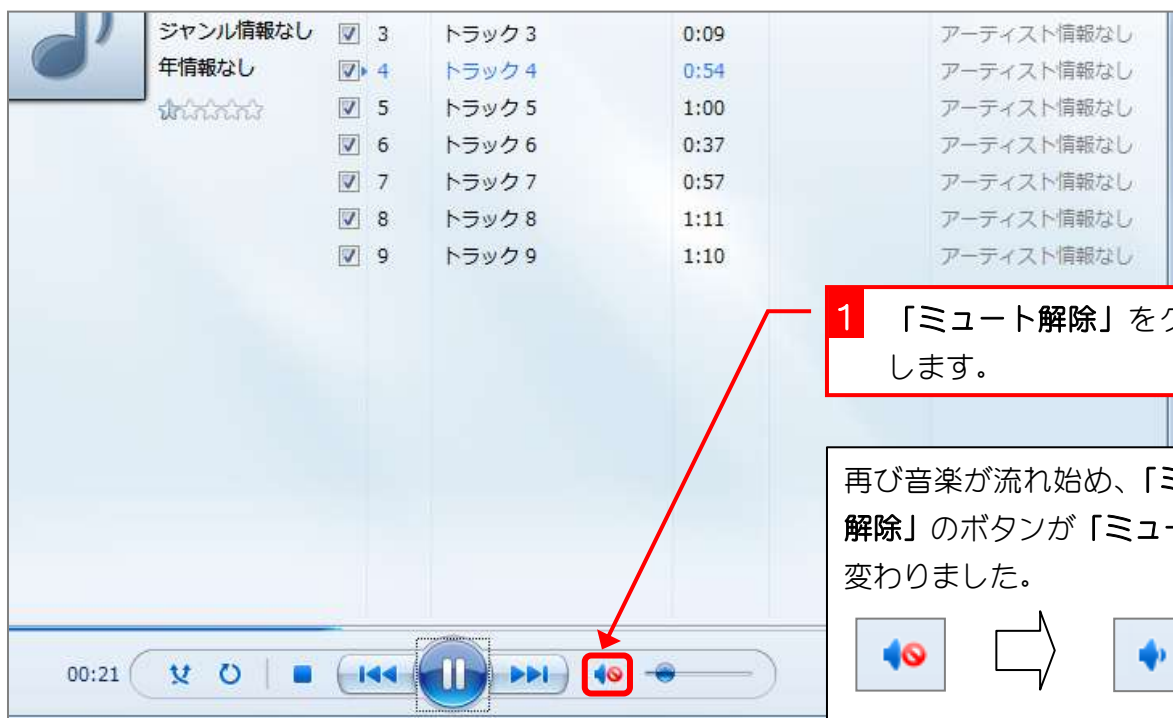 ジャンル情報なし 3 トラック 3 0:09 アーティスト情報なし
年情報なし 4 トラック 4 0:54 アーティスト情報なし
5 トラック 5 1:00 アーティスト情報なし
6 トラック 6 0:37 アーティスト情報なし
7 トラック 7 0:57 アーティスト情報なし
8 トラック 8 1:11 アーティスト情報なし
9 トラック 9 1:10 アーティスト情報なし
1 「ミュート解除」を
します。
再び音楽が流れ始め、「ミ
解除」のボタンが「ミュー
変わりました。
00:21